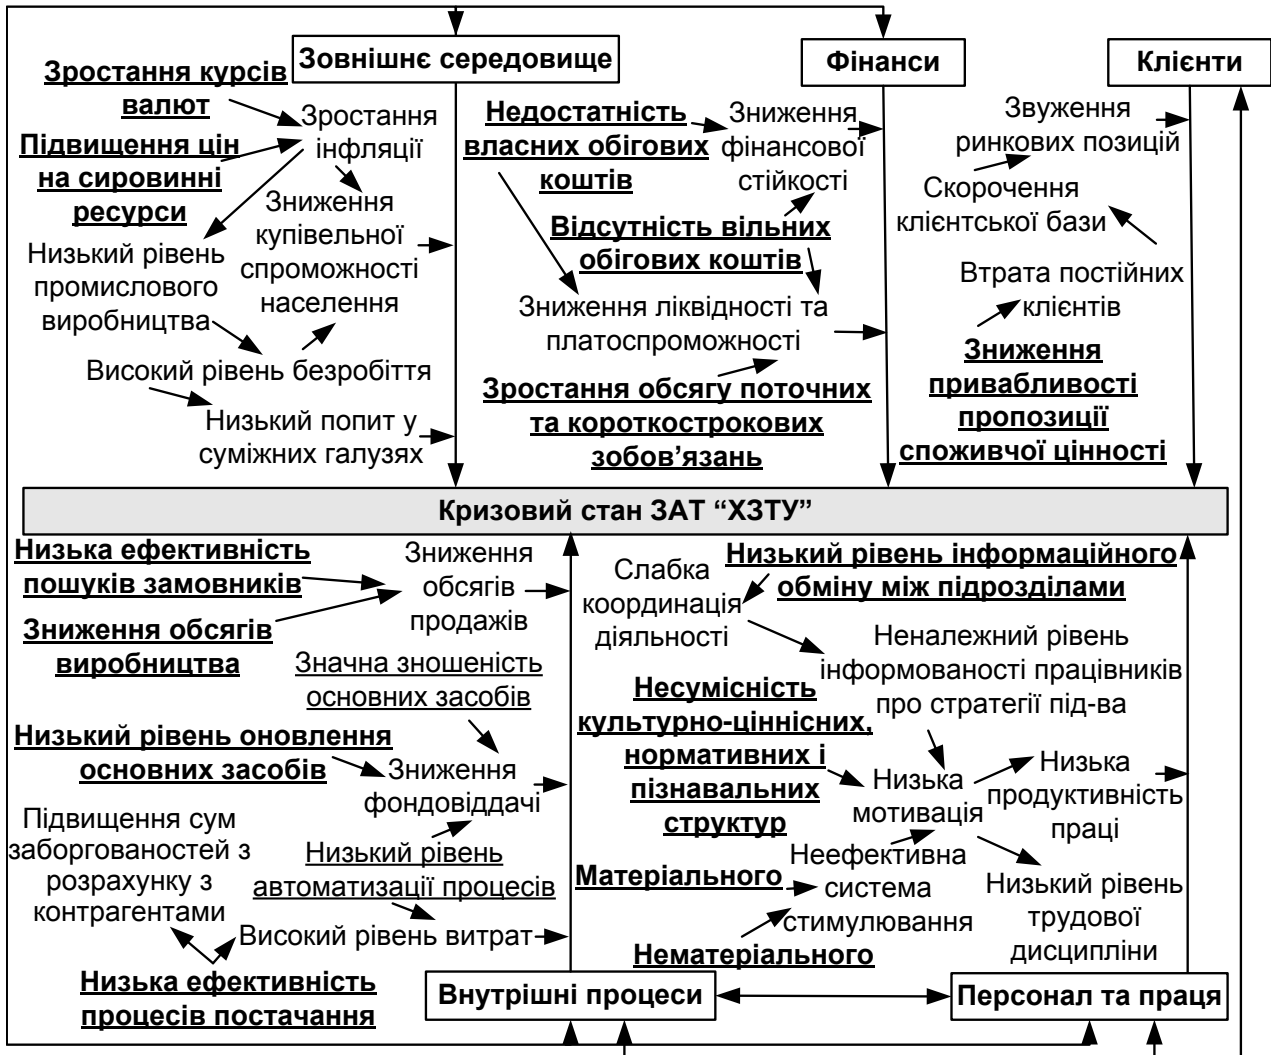 Зовнішнє середовище
Фінанси
Клієнти
Зростання курсів
валют
Підвищення цін
на сировинні
ресурси
Зростання
інфляції
Зниження
купівельної
спроможності
населення
Низький рівень
промислового
виробництва
Високий рівень безробіття
Низький попит у
суміжних галузях
Недостатність
власних обігових
коштів
Зниження
фінансової
стійкості
Відсутність вільних
обігових коштів
Зниження ліквідності та
платоспроможності
Зростання обсягу поточних
та короткострокових
зобов’язань
Звуження
ринкових позицій
Скорочення
клієнтської бази
Втрата постійних
клієнтів
Зниження
привабливості
пропозиції
споживчої цінності
Кризовий стан ЗАТ “ХЗТУ”
Низька ефективність
пошуків замовників
Зниження обсягів
виробництва
Зниження
обсягів
продажів
Значна зношеність
основних засобів
Низький рівень оновлення
основних засобів
Зниження
фондовіддачі
Підвищення сум
заборгованостей з
розрахунку з
контрагентами
Низький рівень
автоматизації процесів
Високий рівень витрат
Низька ефективність
процесів постачання
Слабка
координація
діяльності
Низький рівень інформаційного
обміну між підрозділами
Неналежний рівень
інформованості працівників
про стратегії під-ва
Несумісність
культурно-ціннісних,
нормативних і
пізнавальних
структур
Низька
мотивація
Низька
продуктивність
праці
Матеріального
Неефективна
система
стимулювання
Нематеріального
Низький рівень
трудової
дисципліни
Внутрішні процеси
Персонал та праця